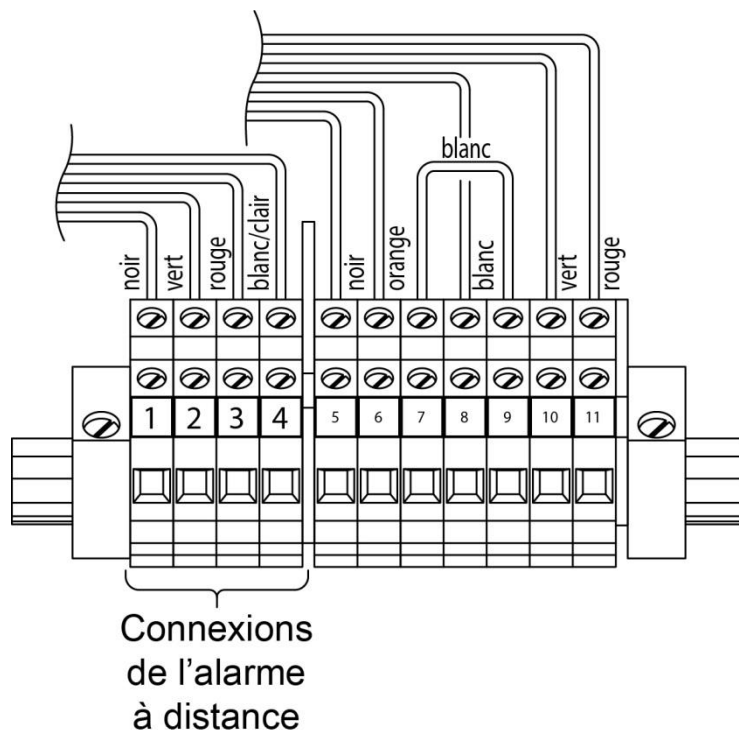 blanc
noir
vert
rouge
blanc/clair
noir
orange
blanc
vert
rouge
1 2 3 4 5 6 7 8 9 10 11
Connexions
de l'alarme
à distance